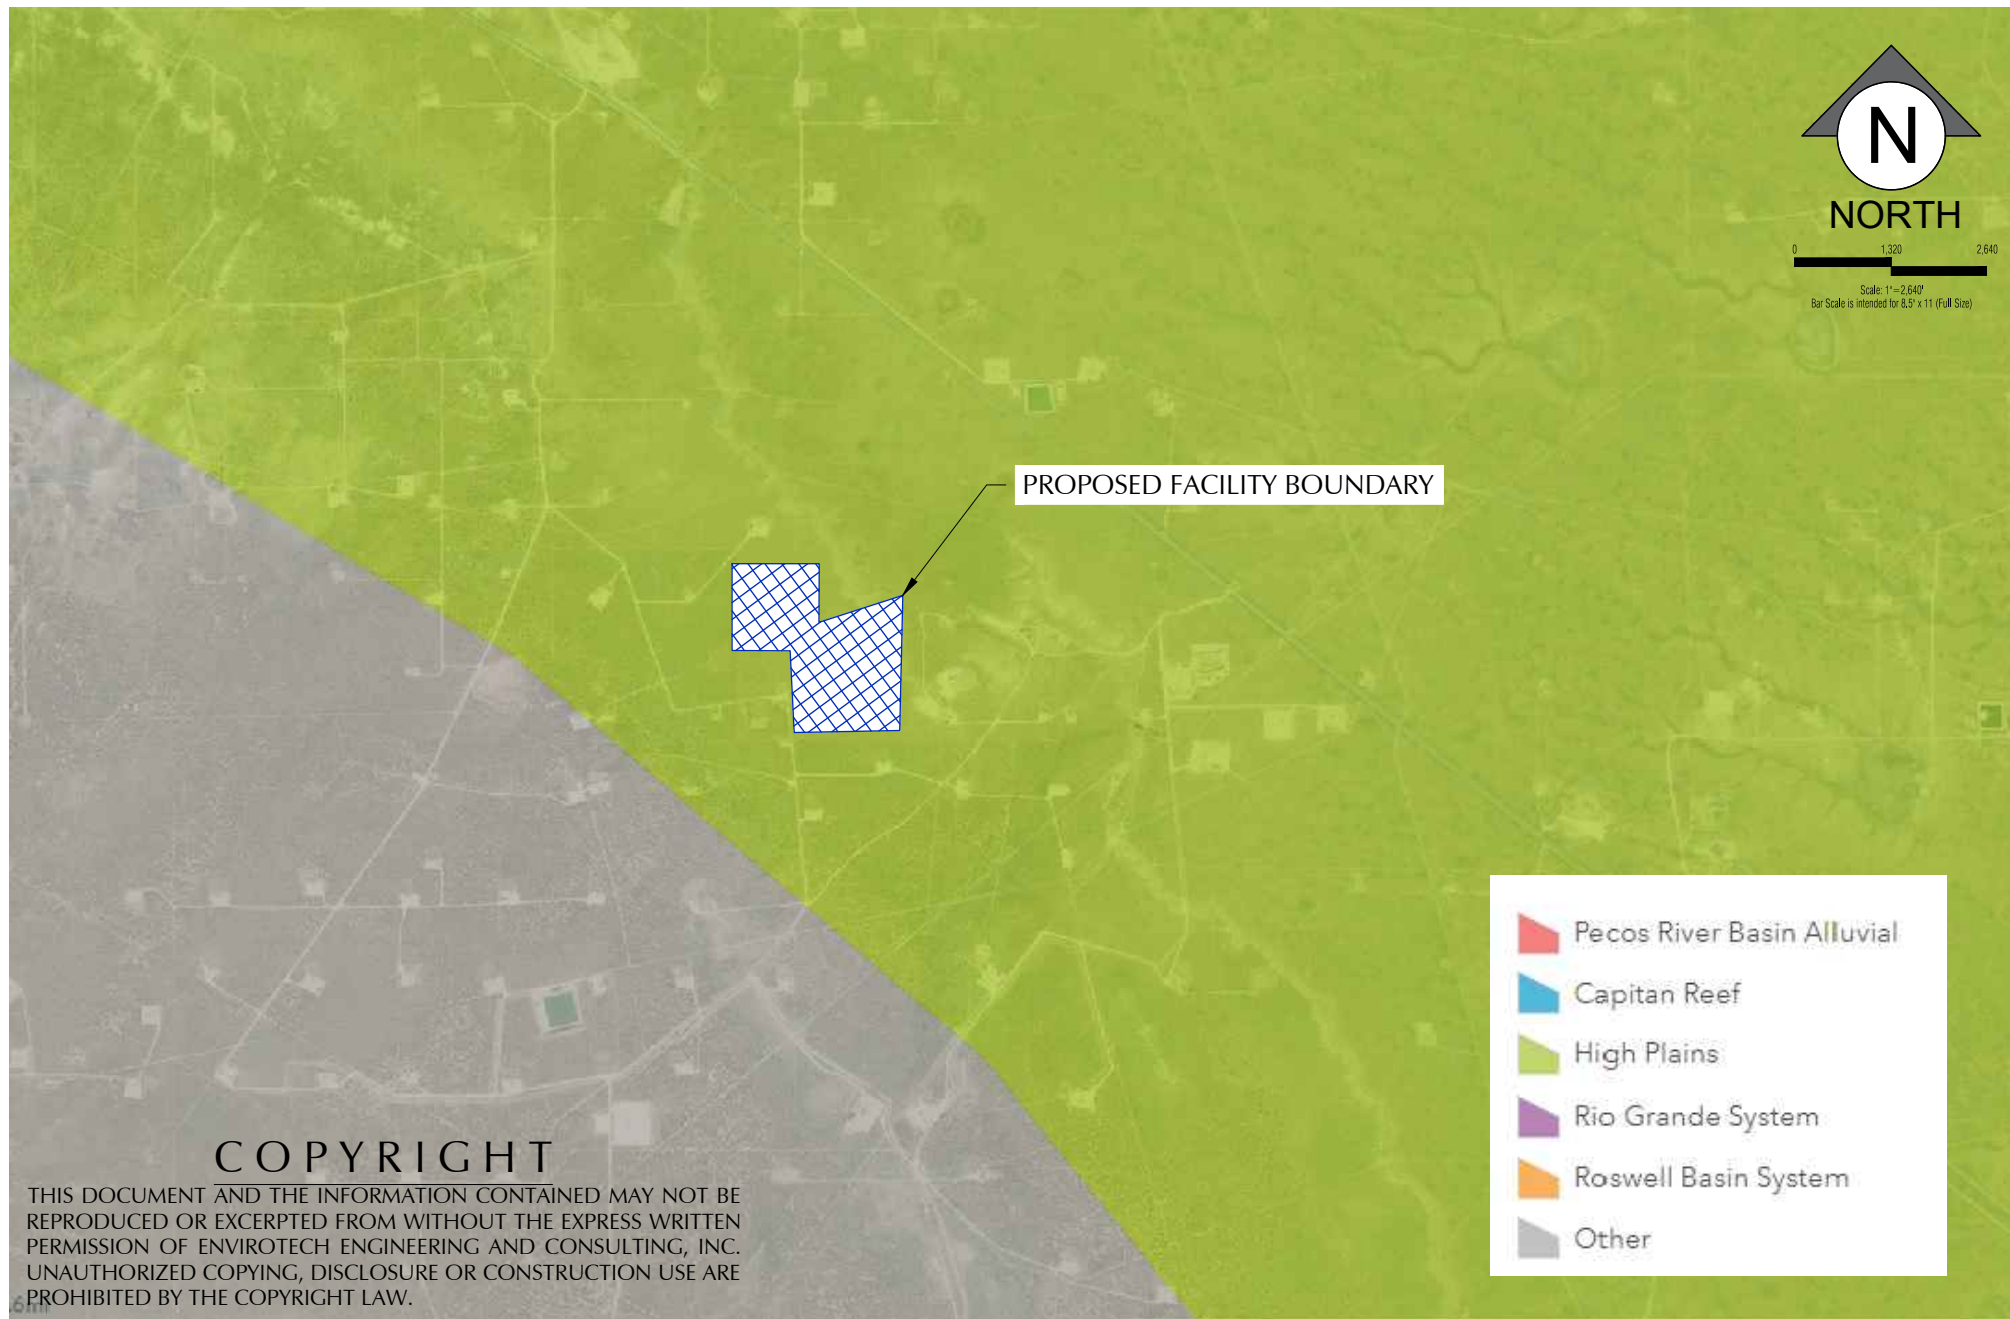 N
NORTH
0 1,320 2,640
Scale: 1"=2,640'
Bar Scale is intended for 8.5" x 11 (Full Size)
PROPOSED FACILITY BOUNDARY
Pecos River Basin Alluvial
Capitan Reef
High Plains
Rio Grande System
Roswell Basin System
Other
COPYRIGHT
THIS DOCUMENT AND THE INFORMATION CONTAINED MAY NOT BE
REPRODUCED OR EXCERPTED FROM WITHOUT THE EXPRESS WRITTEN
PERMISSION OF ENVIROTECH ENGINEERING AND CONSULTING, INC.
UNAUTHORIZED COPYING, DISCLOSURE OR CONSTRUCTION USE ARE
PROHIBITED BY THE COPYRIGHT LAW.